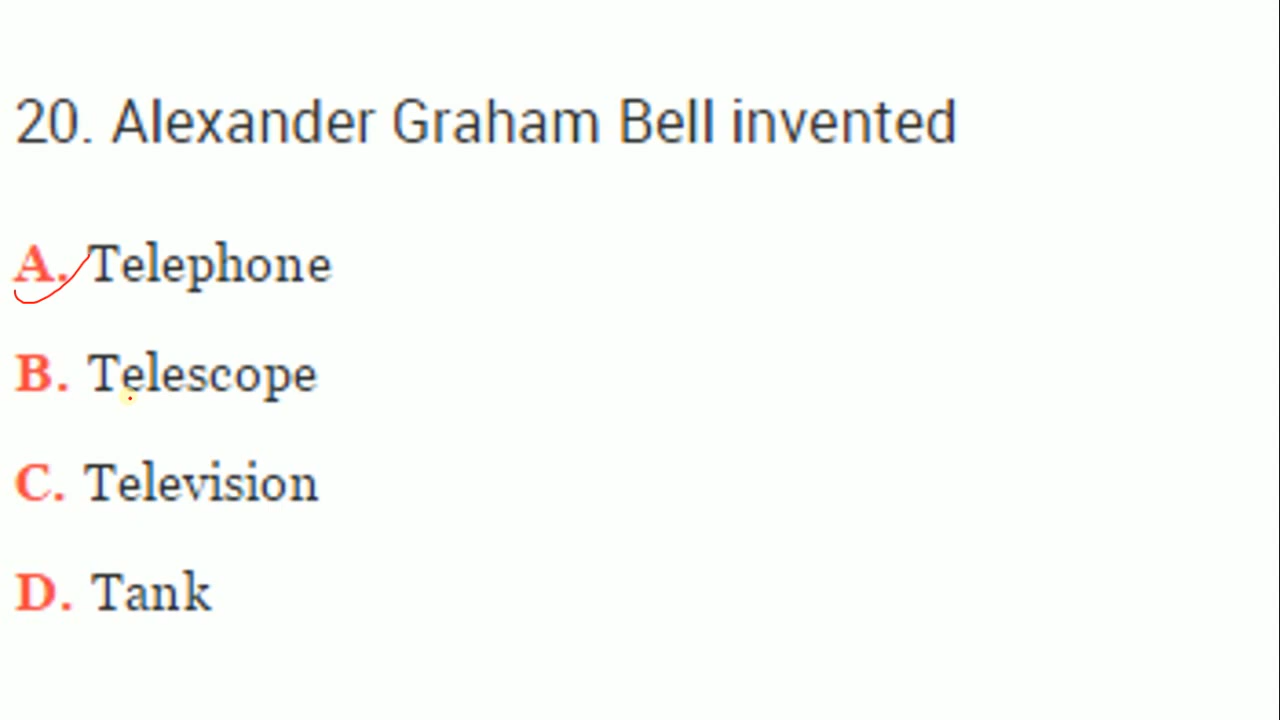 20. Alexander Graham Bell invented
A. Telephone
B. Telescope
C. Television
D. Tank